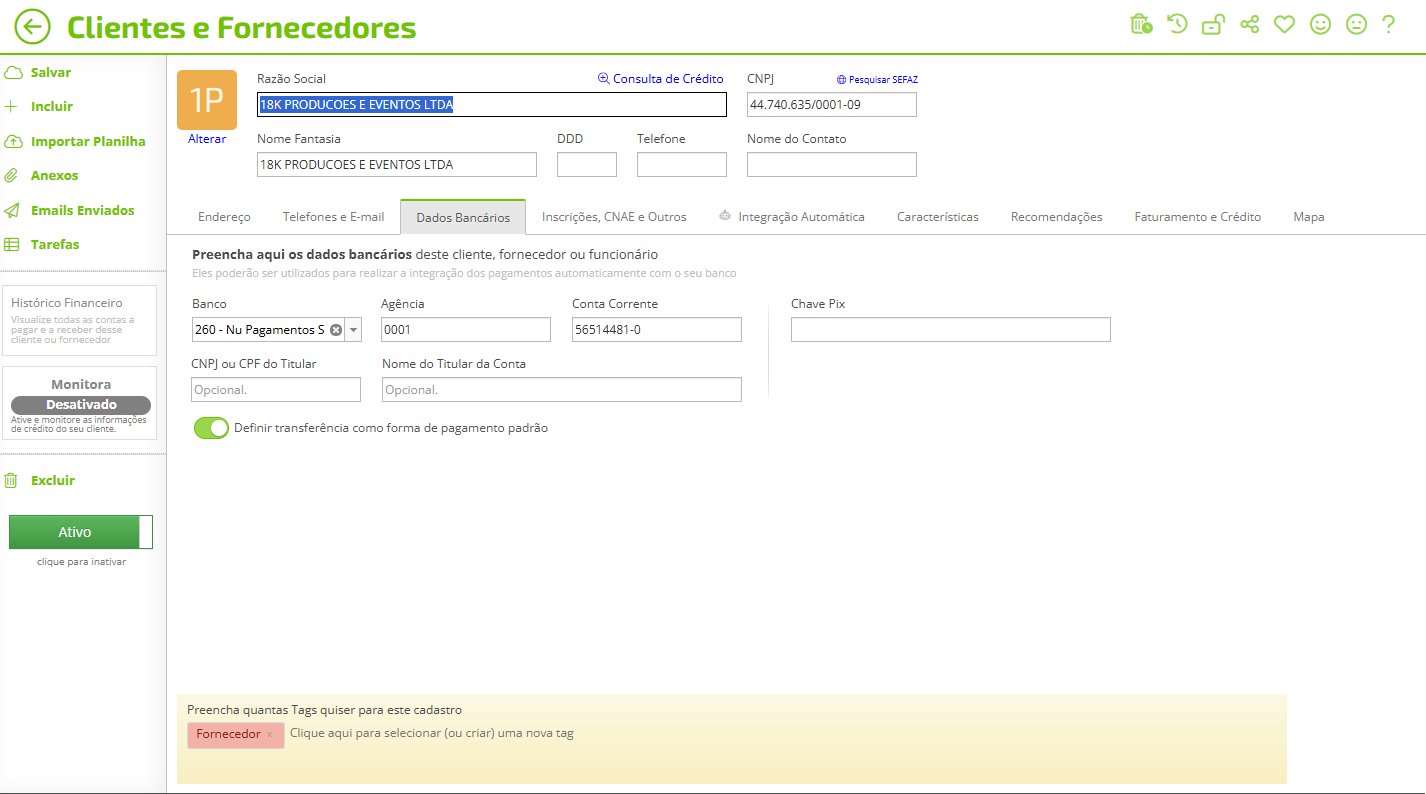 Clientes e Fornecedores
?
Salvar
Incluir
Importar Planilha
Anexos
Emails Enviados
Tarefas
Histórico Financeiro
Visualize todas as contas a
pagar e a receber desse
cliente ou fornecedor
Monitora
Desativado
Ative e monitore as informações
de crédito do seu cliente.
Excluir
Ativo
clique para inativar
1P
Alterar
Razão Social
Consulta de Crédito
CNPJ
Pesquisar SEFAZ
18K PRODUCOES E EVENTOS LTDA
44.740.635/0001-09
Nome Fantasia
DDD
Telefone
Nome do Contato
18K PRODUCOES E EVENTOS LTDA
Endereço
Telefones e E-mail
Dados Bancários
Inscrições, CNAE e Outros
Integração Automática
Características
Recomendações
Faturamento e Crédito
Mapa
Preencha aqui os dados bancários deste cliente, fornecedor ou funcionário
Eles poderão ser utilizados para realizar a integração dos pagamentos automaticamente com o seu banco
Banco
Agência
Conta Corrente
Chave Pix
260 - Nu Pagamentos S
0001
56514481-0
CNPJ ou CPF do Titular
Nome do Titular da Conta
Opcional.
Opcional.
Definir transferência como forma de pagamento padrão
Preencha quantas Tags quiser para este cadastro
Fornecedor ×
Clique aqui para selecionar (ou criar) uma nova tag